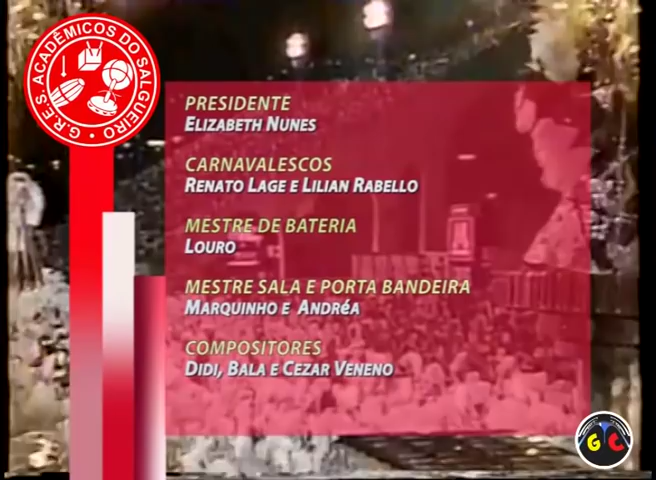 G.R.E.S. ACADÊMICOS DO SALGUEIRO
PRESIDENTE
ELIZABETH NUNES
CARNAVALESCOS
RENATO LAGE E LILIAN RABELLO
MESTRE DE BATERIA
LOURO
MESTRE SALA E PORTA BANDEIRA
MARQUINHO E ANDRéA
COMPOSITORES
DIDI, BALA E CEZAR VENENO
G C